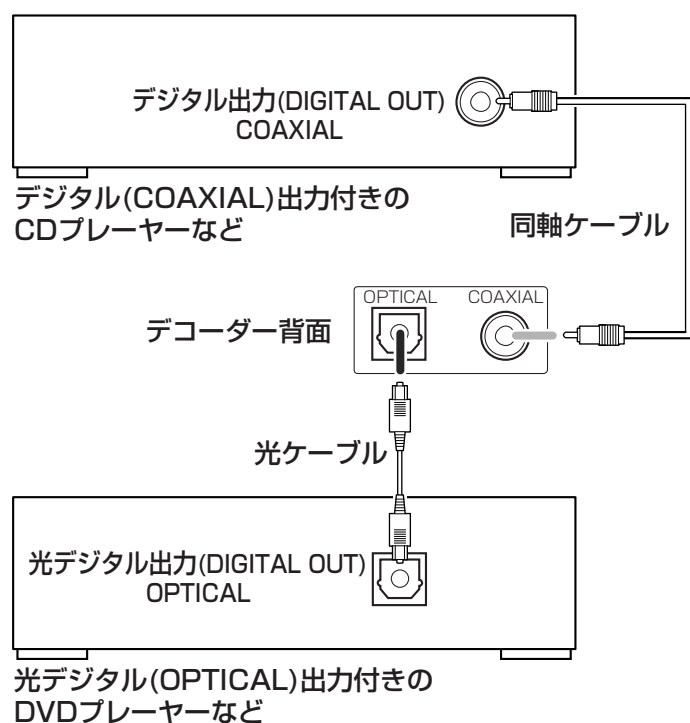 デジタル出力(DIGITAL OUT)
COAXIAL
デジタル(COAXIAL)出力付きの
CDプレーヤーなど
同軸ケーブル
OPTICAL
COAXIAL
デコーダー背面
光ケーブル
光デジタル出力(DIGITAL OUT)
OPTICAL
光デジタル(OPTICAL)出力付きの
DVDプレーヤーなど